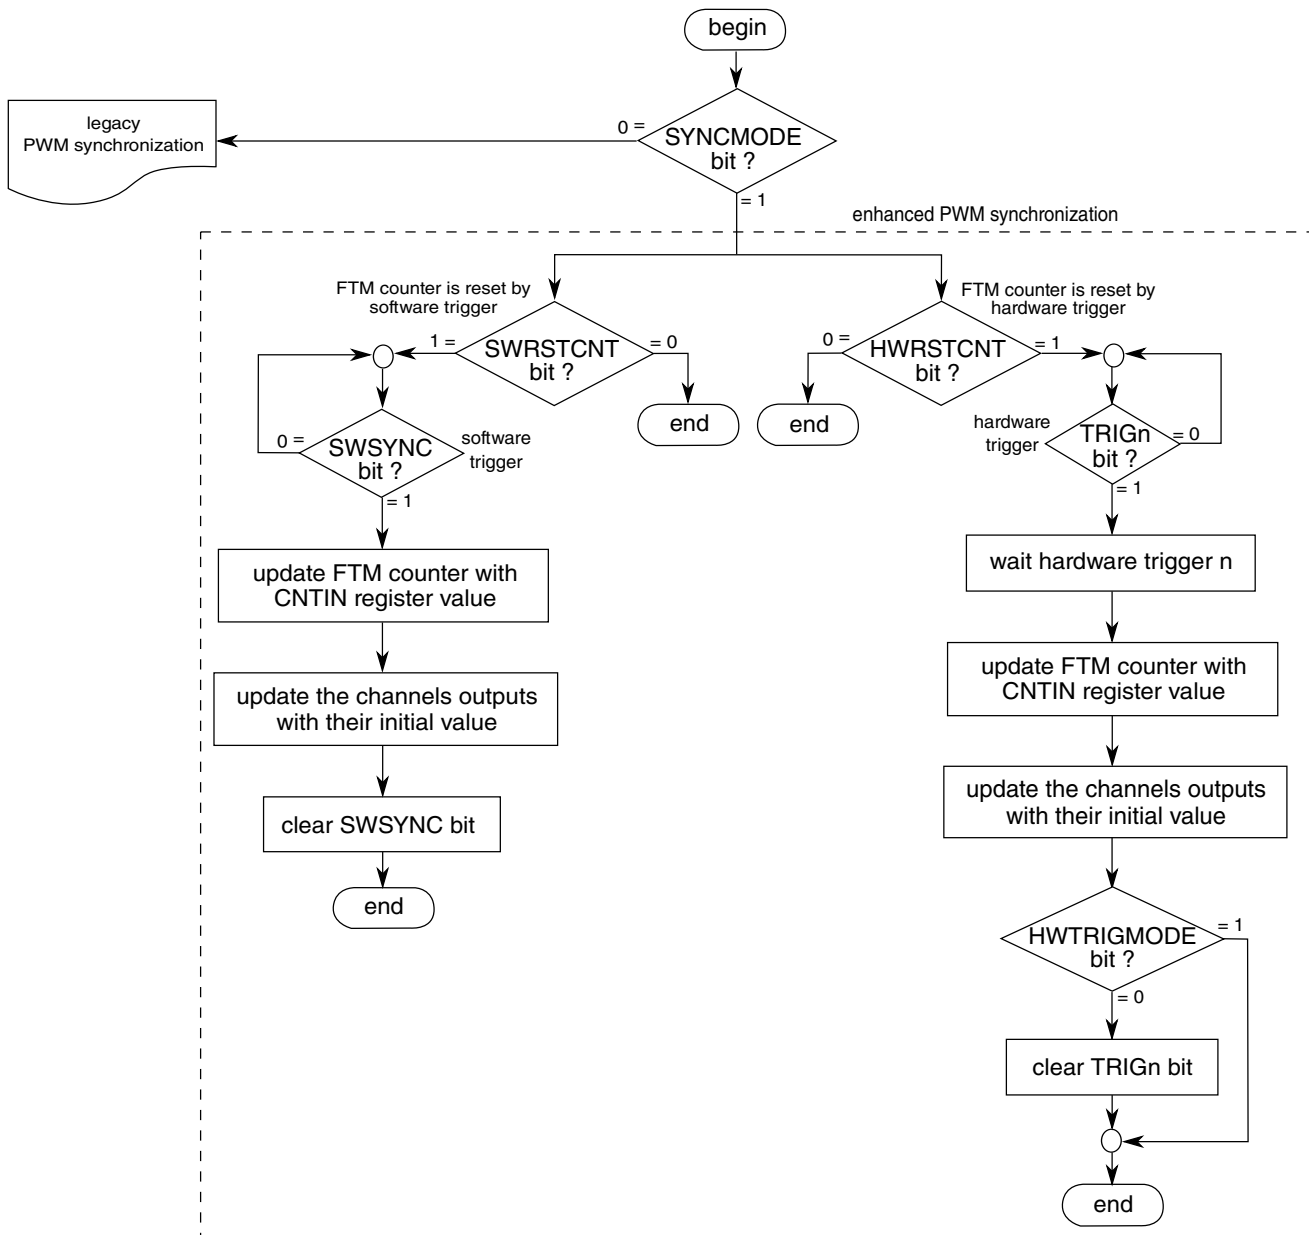 begin
legacy
PWM synchronization
0 =
SYNCMODE
bit ?
= 1
enhanced PWM synchronization
FTM counter is reset by
software trigger
FTM counter is reset by
hardware trigger
1 =
SWRSTCNT
bit ?
= 0
0 =
HWRSTCNT
bit ?
= 1
end
end
0 =
SWSYNC
bit ?
software
trigger
= 1
hardware
trigger
TRIGn
bit ?
= 0
= 1
update FTM counter with
CNTIN register value
wait hardware trigger n
update the channels outputs
with their initial value
update FTM counter with
CNTIN register value
clear SWSYNC bit
update the channels outputs
with their initial value
end
HWTRIGMODE
bit ?
= 1
= 0
clear TRIGn bit
end